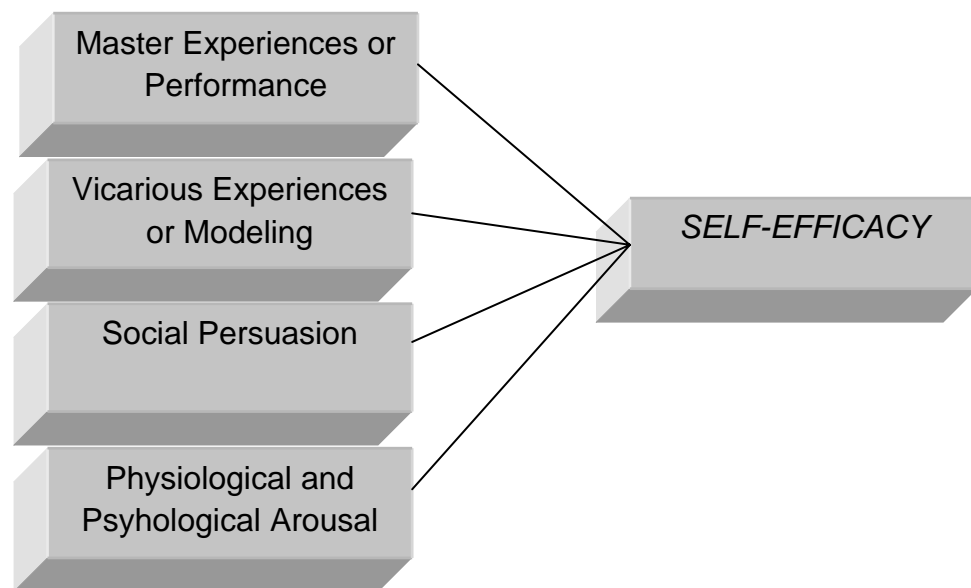 Master Experiences or
Performance
Vicarious Experiences
or Modeling
Social Persuasion
Physiological and
Psyhological Arousal
SELF-EFFICACY